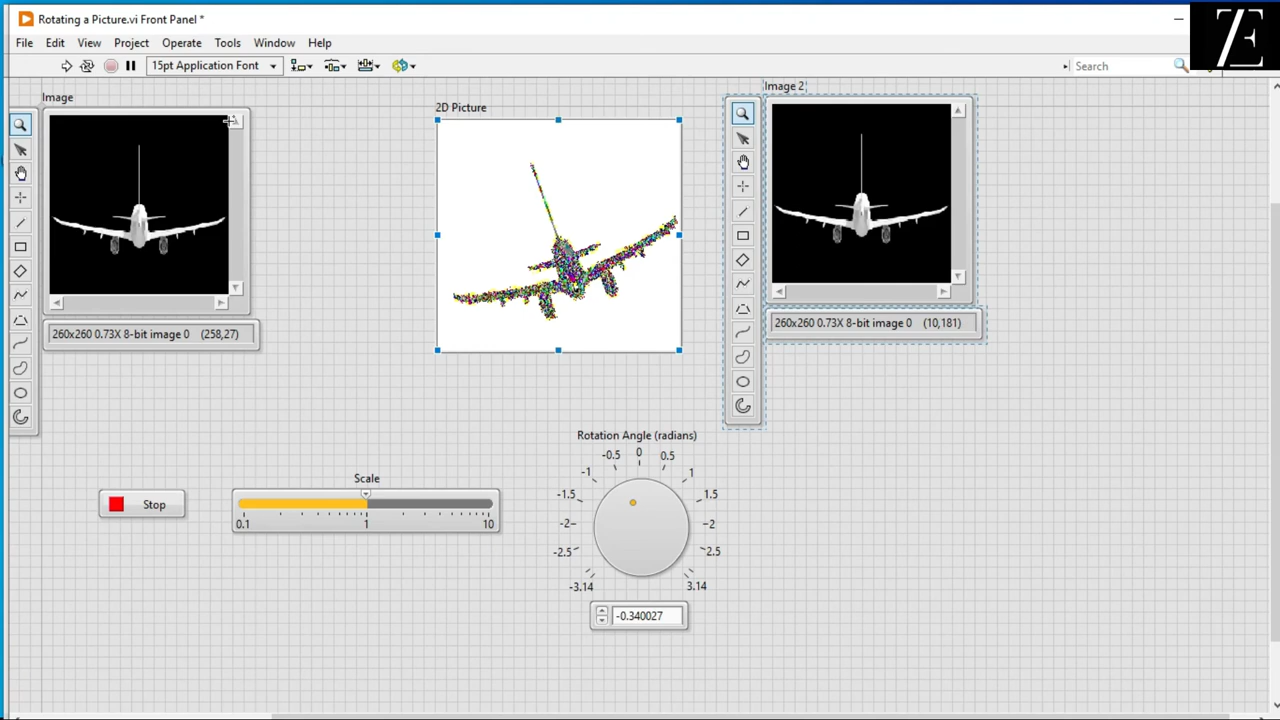 Rotating a Picture.vi Front Panel *
File Edit View Project Operate Tools Window Help
15pt Application Font
Search
ZE
Image
2D Picture
Image 2
260x260 0.73X 8-bit image 0 (258,27)
260x260 0.73X 8-bit image 0 (10,181)
Rotation Angle (radians)
-3.14 -2.5 -2 -1.5 -1 -0.5 0 0.5 1 1.5 2 2.5 3.14
-0.340027
Scale
0.1 1 10
Stop